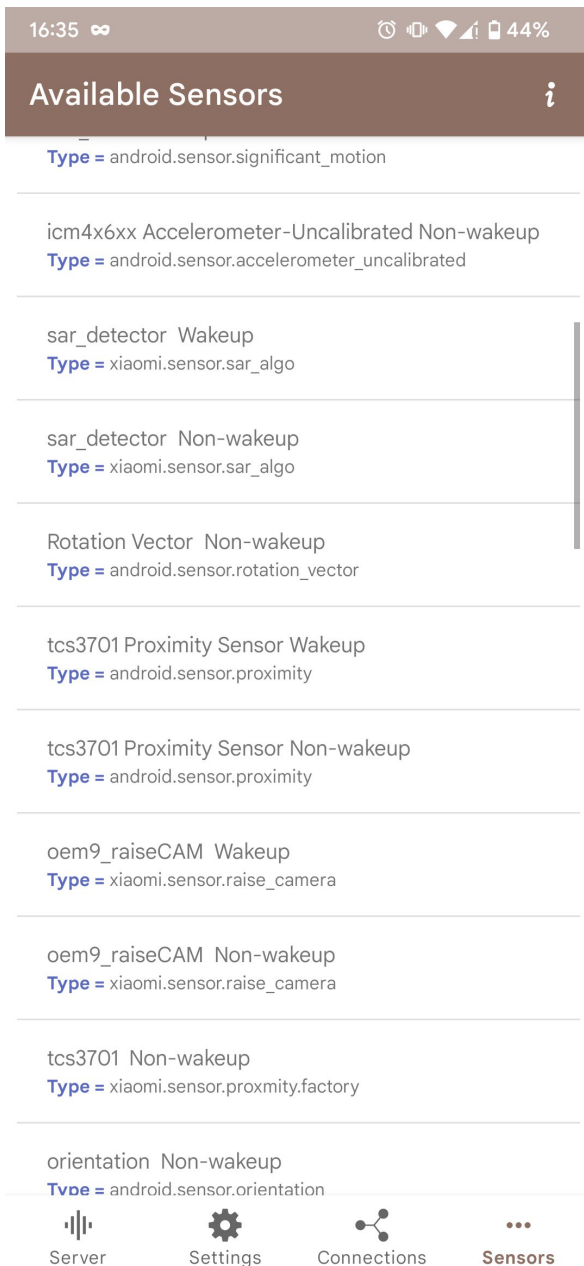 16:35
44%
Available Sensors
i
Type = android.sensor.significant_motion
icm4x6xx Accelerometer-Uncalibrated Non-wakeup
Type = android.sensor.accelerometer_uncalibrated
sar_detector Wakeup
Type = xiaomi.sensor.sar_algo
sar_detector Non-wakeup
Type = xiaomi.sensor.sar_algo
Rotation Vector Non-wakeup
Type = android.sensor.rotation_vector
tcs3701 Proximity Sensor Wakeup
Type = android.sensor.proximity
tcs3701 Proximity Sensor Non-wakeup
Type = android.sensor.proximity
oem9_raiseCAM Wakeup
Type = xiaomi.sensor.raise_camera
oem9_raiseCAM Non-wakeup
Type = xiaomi.sensor.raise_camera
tcs3701 Non-wakeup
Type = xiaomi.sensor.proxmity.factory
orientation Non-wakeup
Type = android.sensor.orientation
Server Settings Connections Sensors